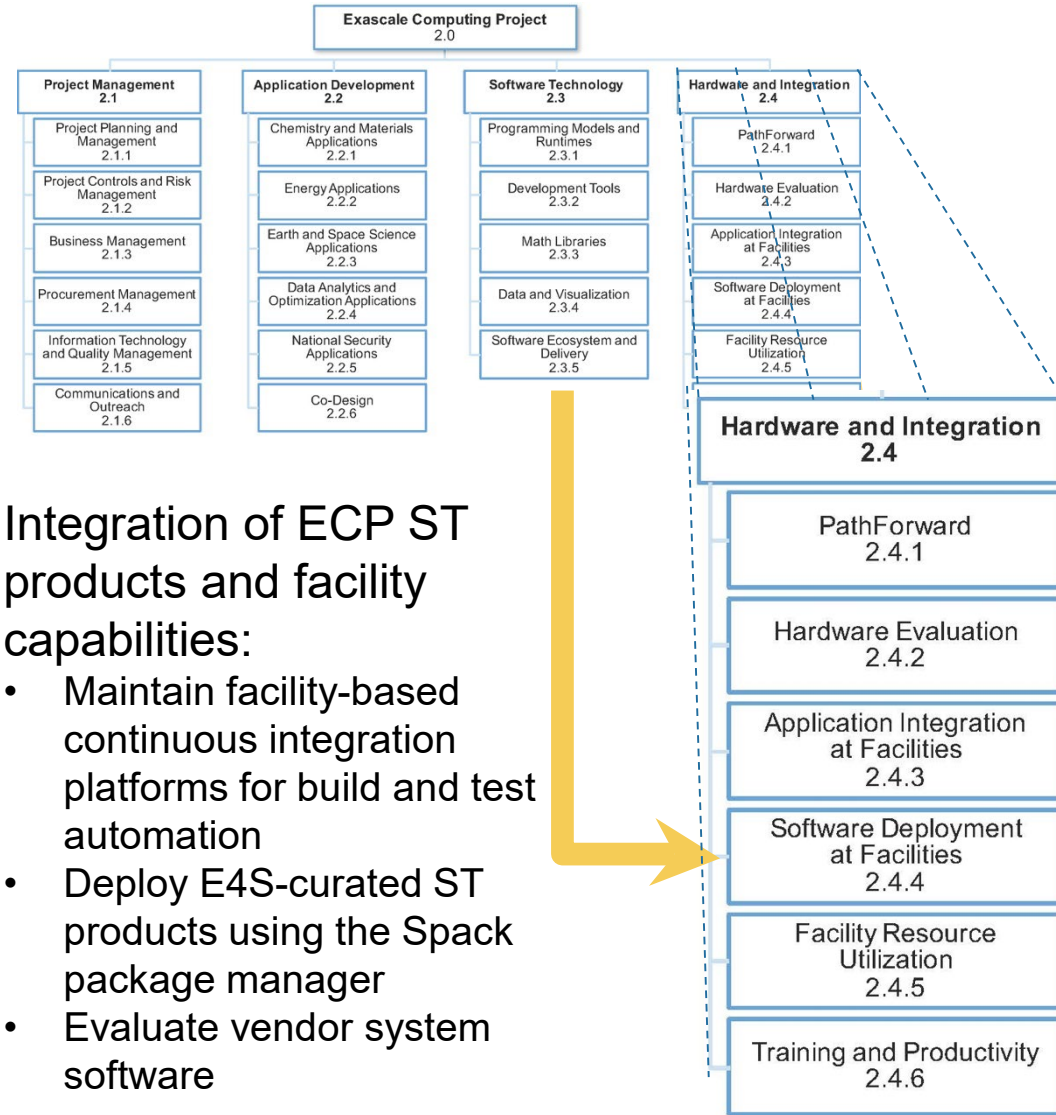 Exascale Computing Project
2.0
Project Management
2.1
Project Planning and
Management
2.1.1
Project Controls and Risk
Management
2.1.2
Business Management
2.1.3
Procurement Management
2.1.4
Information Technology
and Quality Management
2.1.5
Communications and
Outreach
2.1.6
Application Development
2.2
Chemistry and Materials
Applications
2.2.1
Energy Applications
2.2.2
Earth and Space Science
Applications
2.2.3
Data Analytics and
Optimization Applications
2.2.4
National Security
Applications
2.2.5
Co-Design
2.2.6
Software Technology
2.3
Programming Models and
Runtimes
2.3.1
Development Tools
2.3.2
Math Libraries
2.3.3
Data and Visualization
2.3.4
Software Ecosystem and
Delivery
2.3.5
Hardware and Integration
2.4
PathForward
2.4.1
Hardware Evaluation
2.4.2
Application Integration
at Facilities
2.4.3
Software Deployment
at Facilities
2.4.4
Facility Resource
Utilization
2.4.5
Hardware and Integration
2.4
PathForward
2.4.1
Hardware Evaluation
2.4.2
Application Integration
at Facilities
2.4.3
Software Deployment
at Facilities
2.4.4
Facility Resource
Utilization
2.4.5
Training and Productivity
2.4.6
Integration of ECP ST
products and facility
capabilities:
• Maintain facility-based
continuous integration
platforms for build and test
automation
• Deploy E4S-curated ST
products using the Spack
package manager
• Evaluate vendor system
software